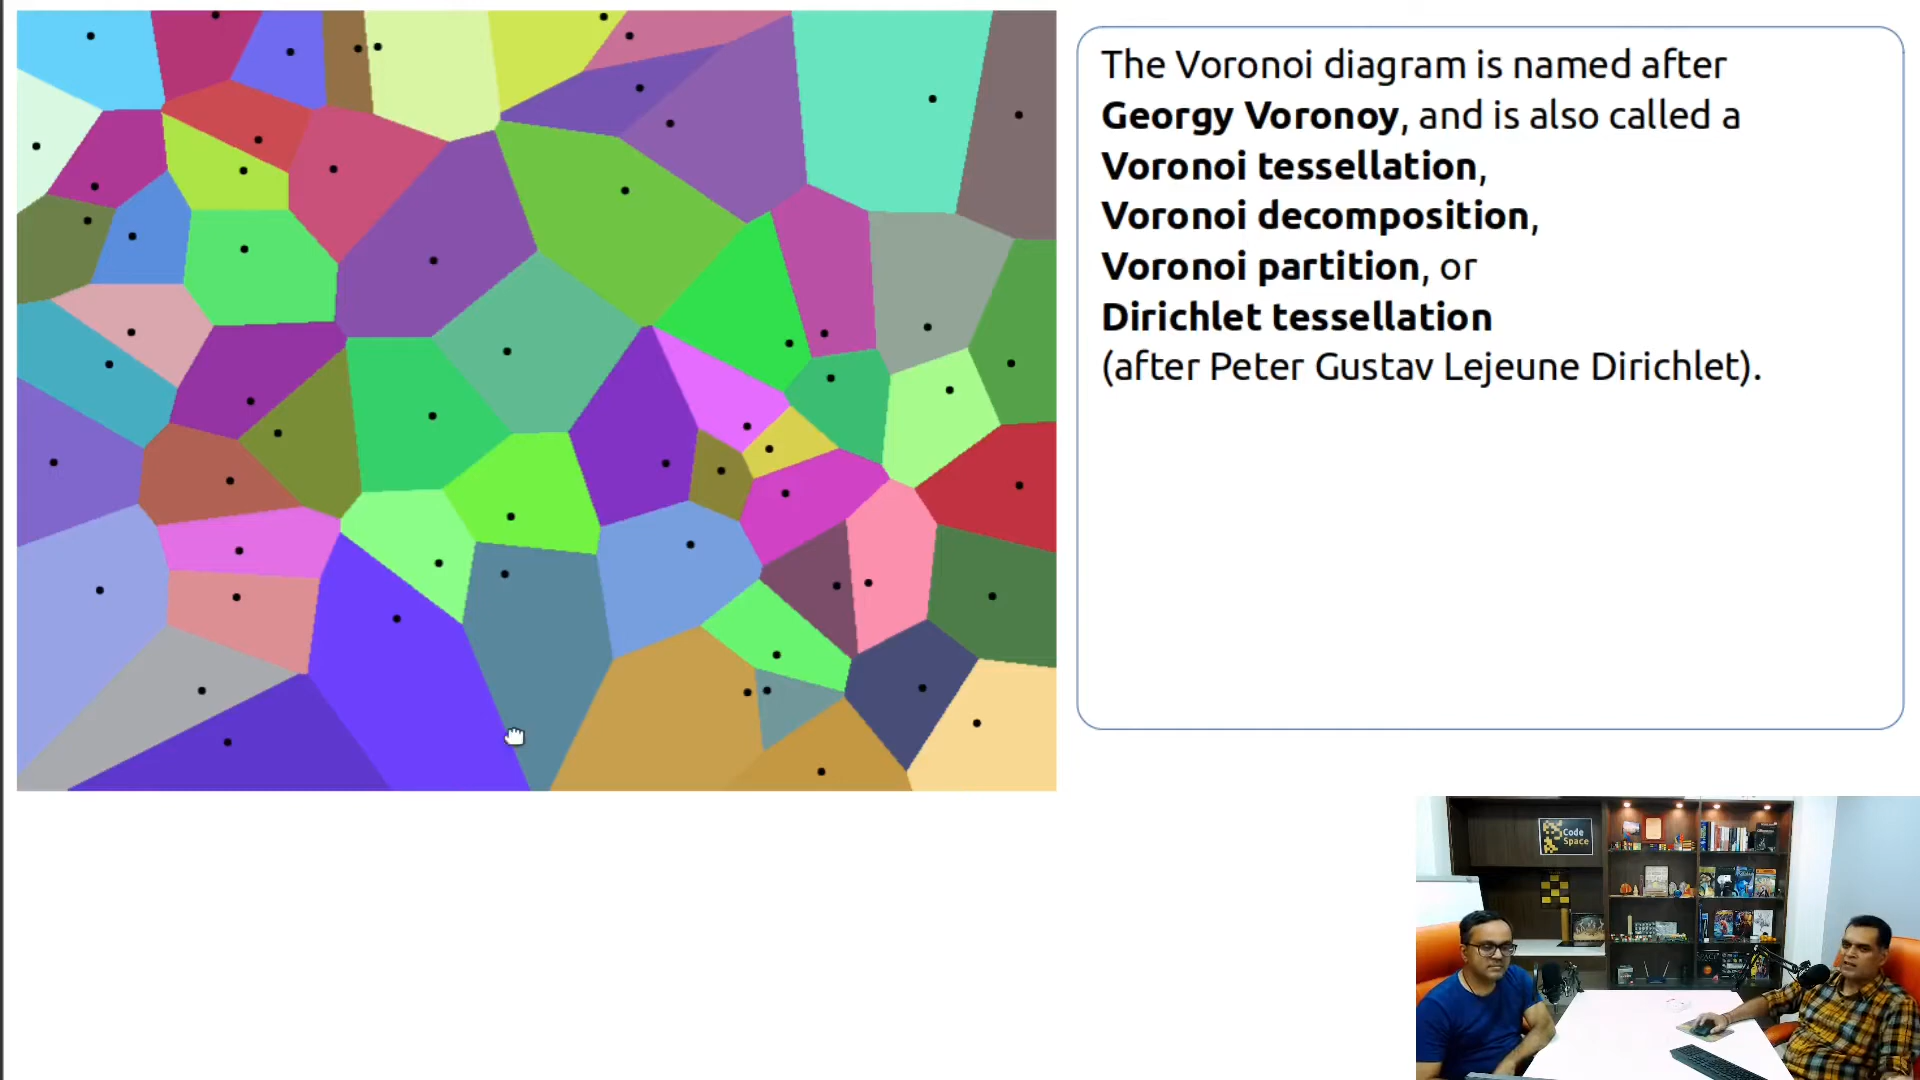 The Voronoi diagram is named after
Georgy Voronoy, and is also called a
Voronoi tessellation,
Voronoi decomposition,
Voronoi partition, or
Dirichlet tessellation
(after Peter Gustav Lejeune Dirichlet).
Code
Space